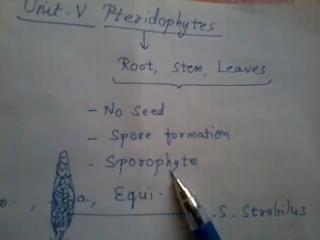 Unit-V Pteridophytes
Root, Stem, Leaves
- No Seed
- Spore formation
- Sporophyte
a, Equi- S. Strobilus